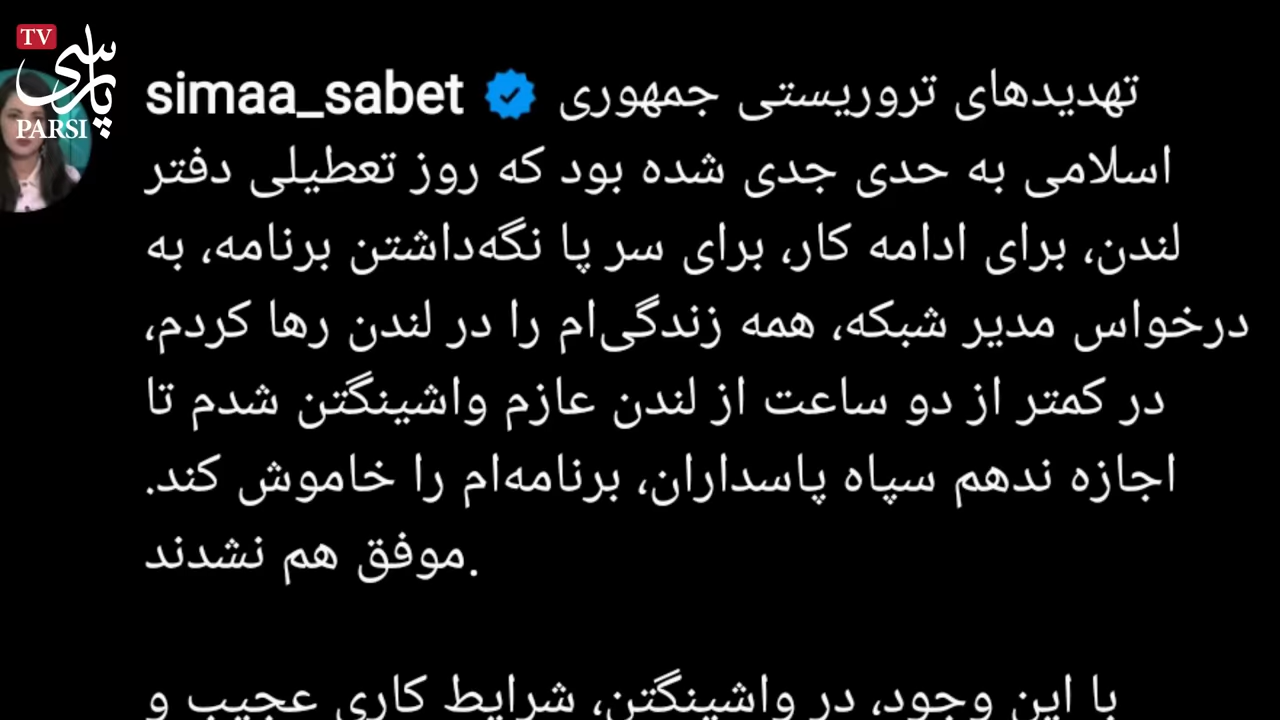 TV
پارسی
PARSI
simaa_sabet تهدیدهای تروریستی جمهوری
اسلامی به حدی جدی شده بود که روز تعطیلی دفتر
لندن، برای ادامه کار، برای سر پا نگه‌داشتن برنامه، به
درخواس مدیر شبکه، همه زندگی‌ام را در لندن رها کردم،
در کمتر از دو ساعت از لندن عازم واشینگتن شدم تا
اجازه ندهم سپاه پاسداران، برنامه‌ام را خاموش کند.
موفق هم نشدند.
با این وجود، در واشینگتن، شرایط کاری عجیب و